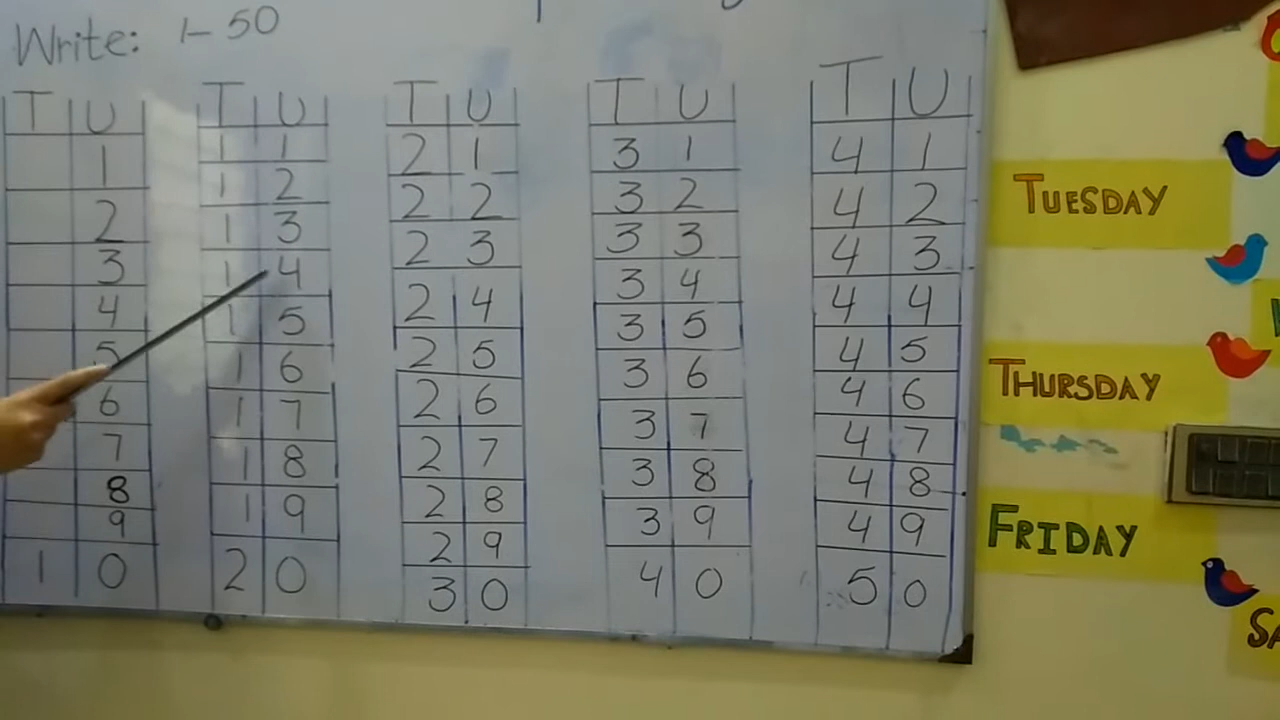 Write: 1-50
T U T U T U T U T U
1 1 1 2 1 3 1 4 1
2 1 2 2 2 3 2 4 2
3 1 3 2 3 3 3 4 3
4 1 4 2 4 3 4 4 4
5 1 5 2 5 3 5 4 5
6 1 6 2 6 3 6 4 6
7 1 7 2 7 3 7 4 7
8 1 8 2 8 3 8 4 8
9 1 9 2 9 3 9 4 9
1 0 2 0 3 0 4 0 5 0
TUESDAY
THURSDAY
FRIDAY